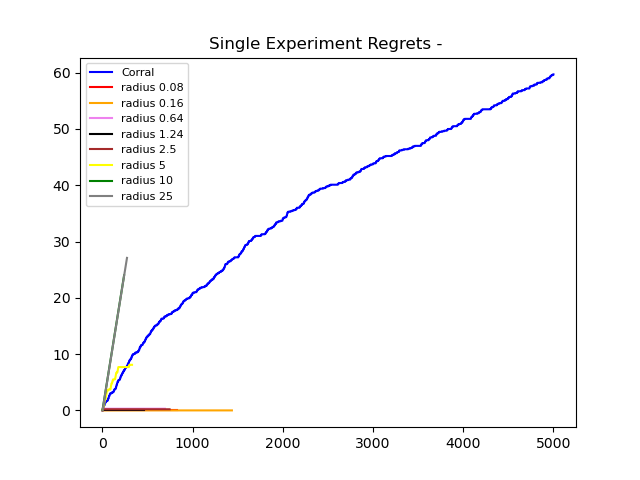 Single Experiment Regrets -
Corral
radius 0.08
radius 0.16
radius 0.64
radius 1.24
radius 2.5
radius 5
radius 10
radius 25
60
50
40
30
20
10
0
0 1000 2000 3000 4000 5000